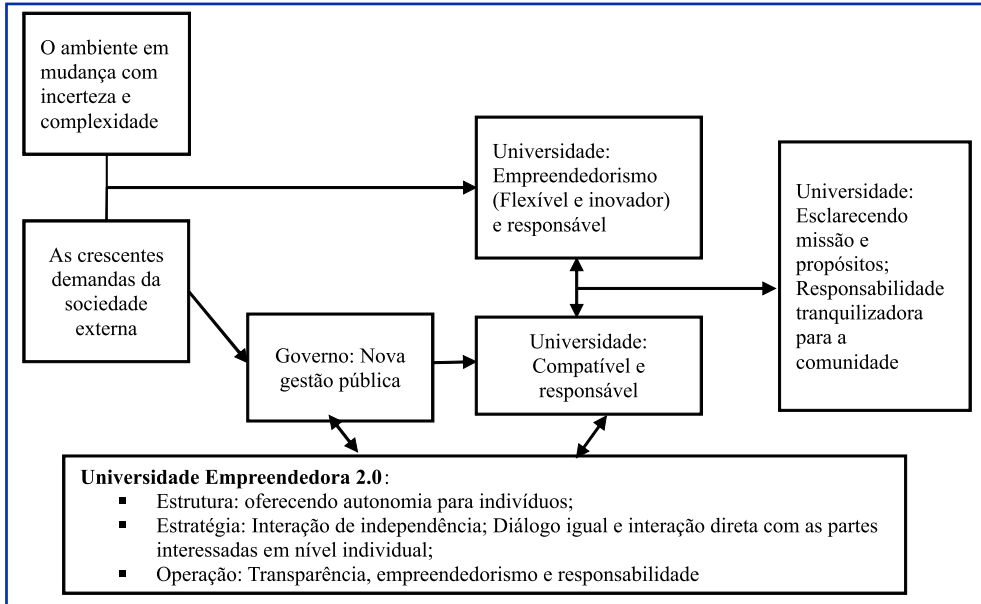 O ambiente em
mudança com
incerteza e
complexidade
As crescentes
demandas da
sociedade
externa
Governo: Nova
gestão pública
Universidade:
Empreendedorismo
(Flexível e inovador)
e responsável
Universidade:
Compatível e
responsável
Universidade:
Esclarecendo
missão e
propósitos;
Responsabilidade
tranquilizadora
para a
comunidade
Universidade Empreendedora 2.0:
▪ Estrutura: oferecendo autonomia para indivíduos;
▪ Estratégia: Interação de independência; Diálogo igual e interação direta com as partes
interessadas em nível individual;
▪ Operação: Transparência, empreendedorismo e responsabilidade